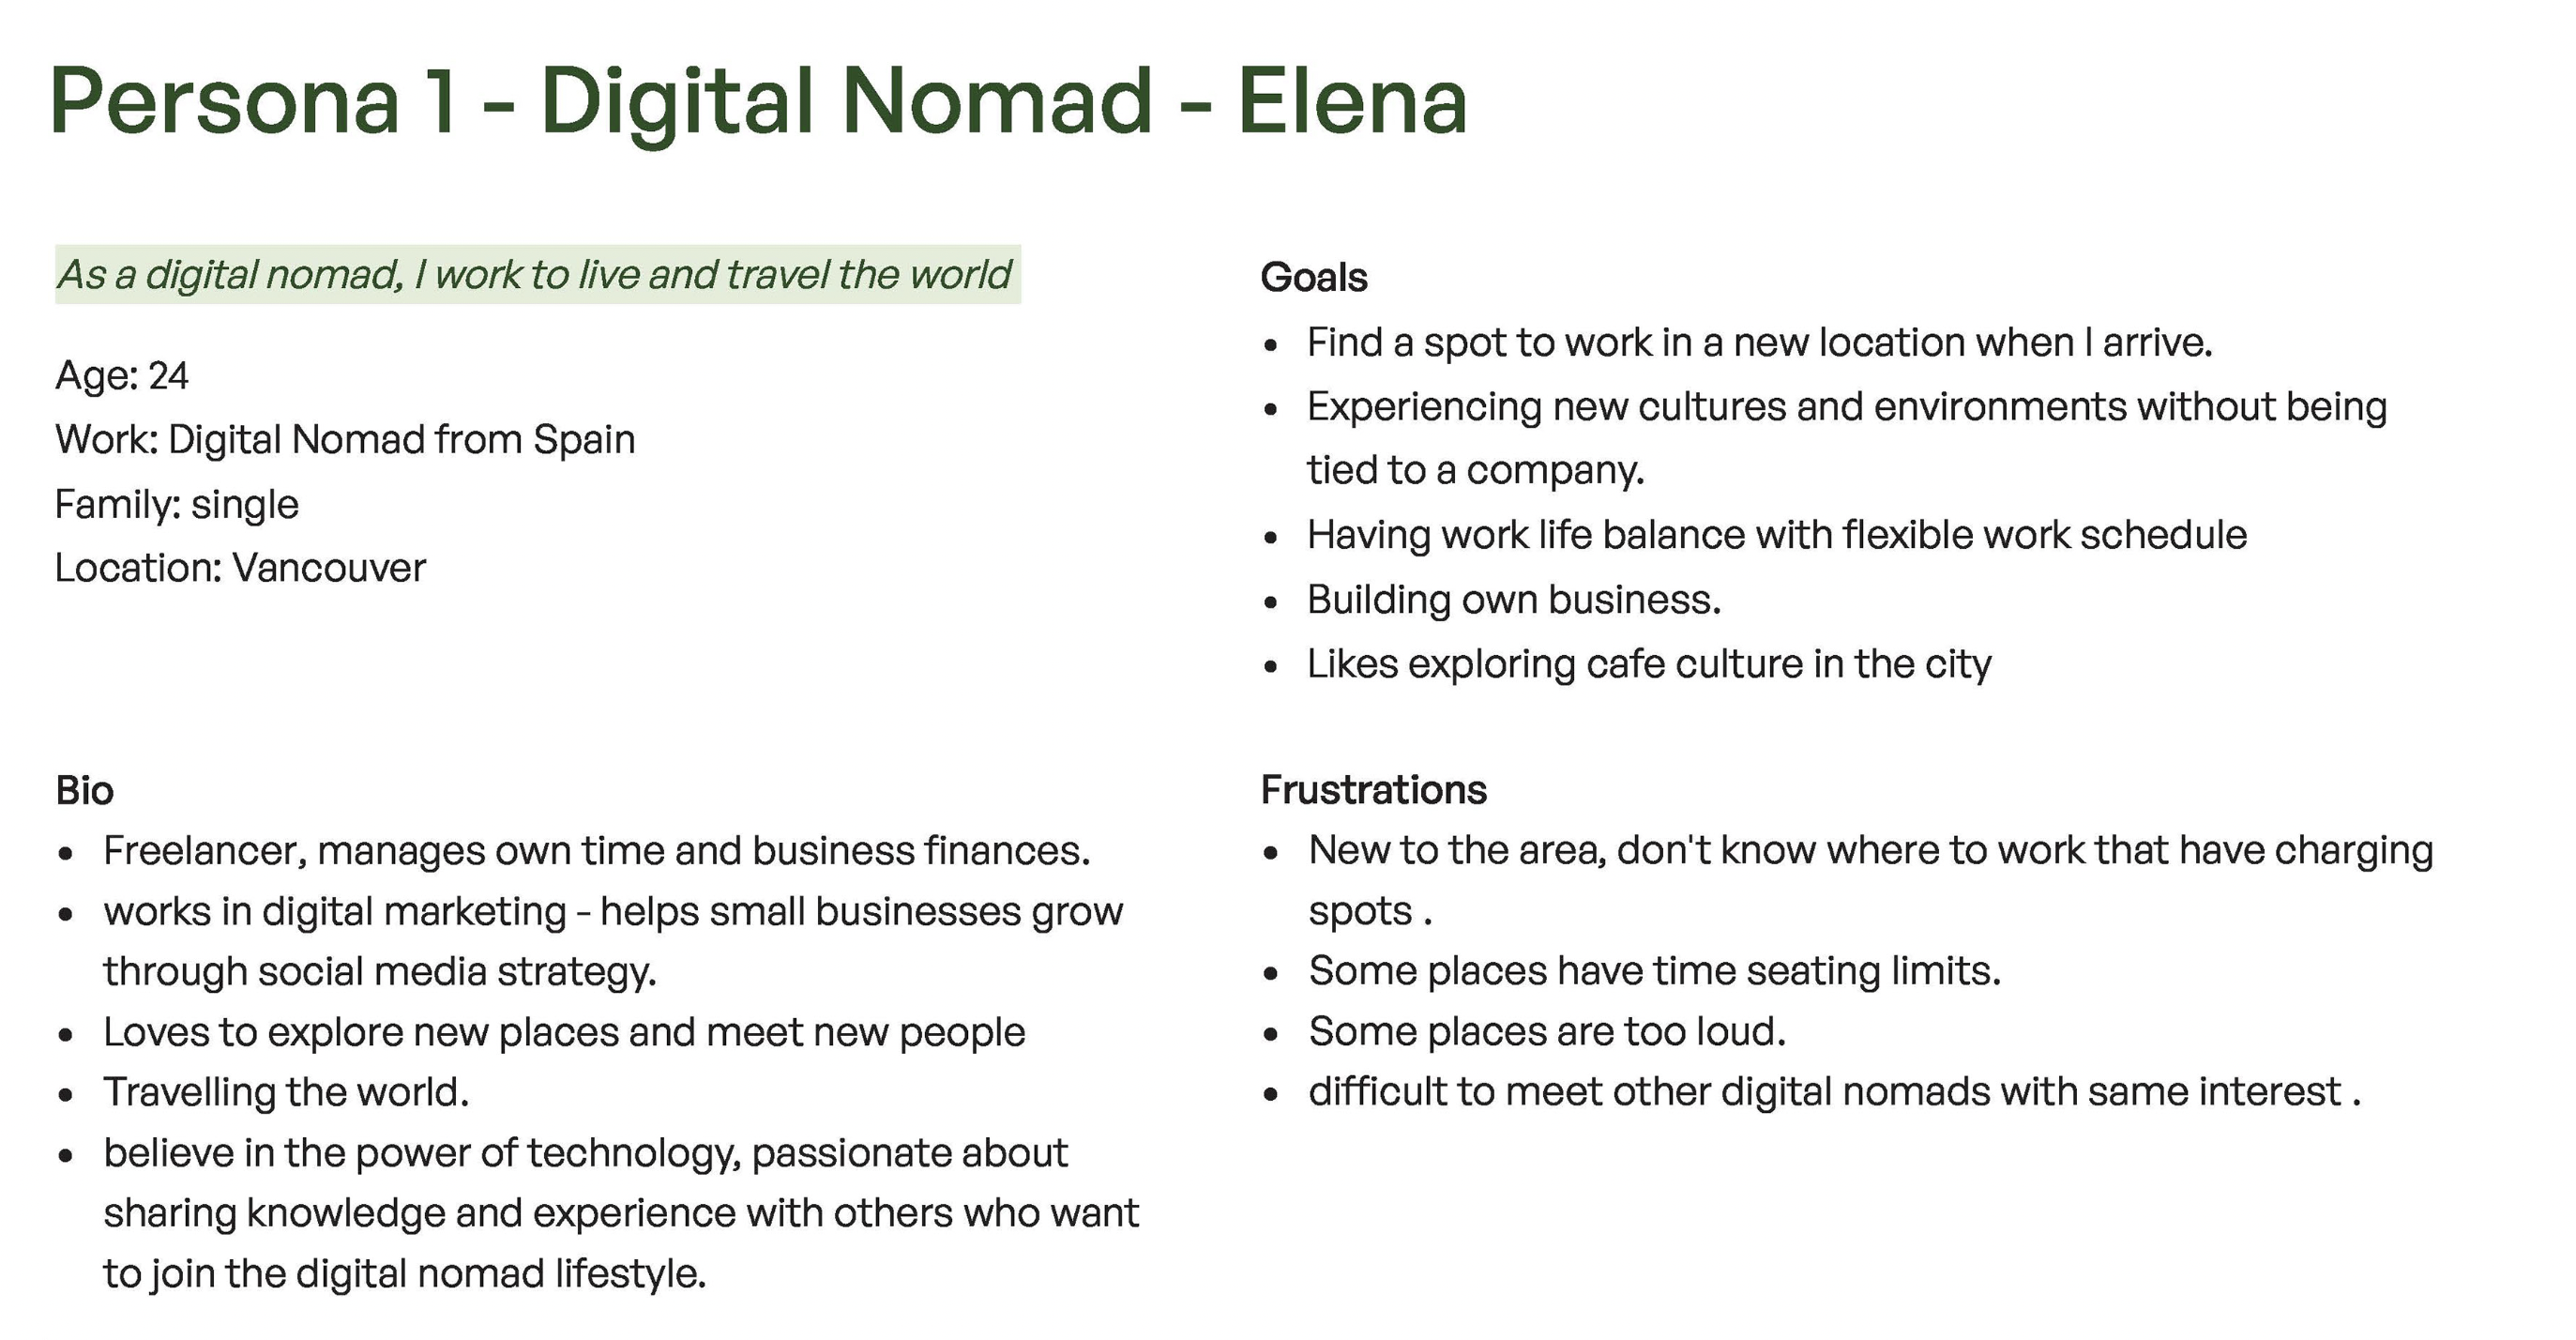 Persona 1 - Digital Nomad - Elena
As a digital nomad, I work to live and travel the world
Age: 24
Work: Digital Nomad from Spain
Family: single
Location: Vancouver
Goals
• Find a spot to work in a new location when I arrive.
• Experiencing new cultures and environments without being
tied to a company.
• Having work life balance with flexible work schedule
• Building own business.
• Likes exploring cafe culture in the city
Bio
• Freelancer, manages own time and business finances.
• works in digital marketing - helps small businesses grow
through social media strategy.
• Loves to explore new places and meet new people
• Travelling the world.
• believe in the power of technology, passionate about
sharing knowledge and experience with others who want
to join the digital nomad lifestyle.
Frustrations
• New to the area, don't know where to work that have charging
spots .
• Some places have time seating limits.
• Some places are too loud.
• difficult to meet other digital nomads with same interest .